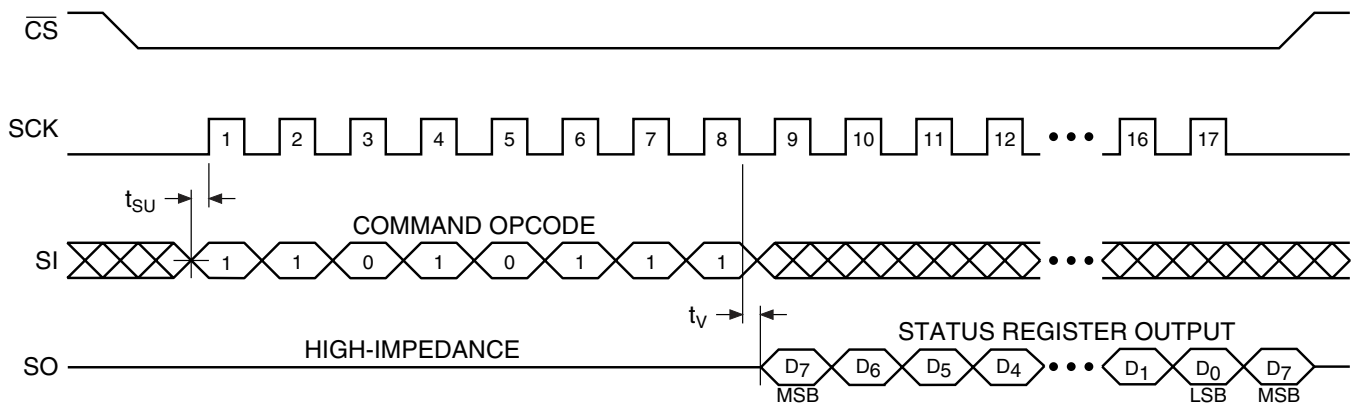 CS
SCK 1 2 3 4 5 6 7 8 9 10 11 12 ••• 16 17
tSU
COMMAND OPCODE
SI 1 1 0 1 0 1 1 1 •••
tV
HIGH-IMPEDANCE
STATUS REGISTER OUTPUT
SO D7 D6 D5 D4 ••• D1 D0 D7
MSB LSB MSB